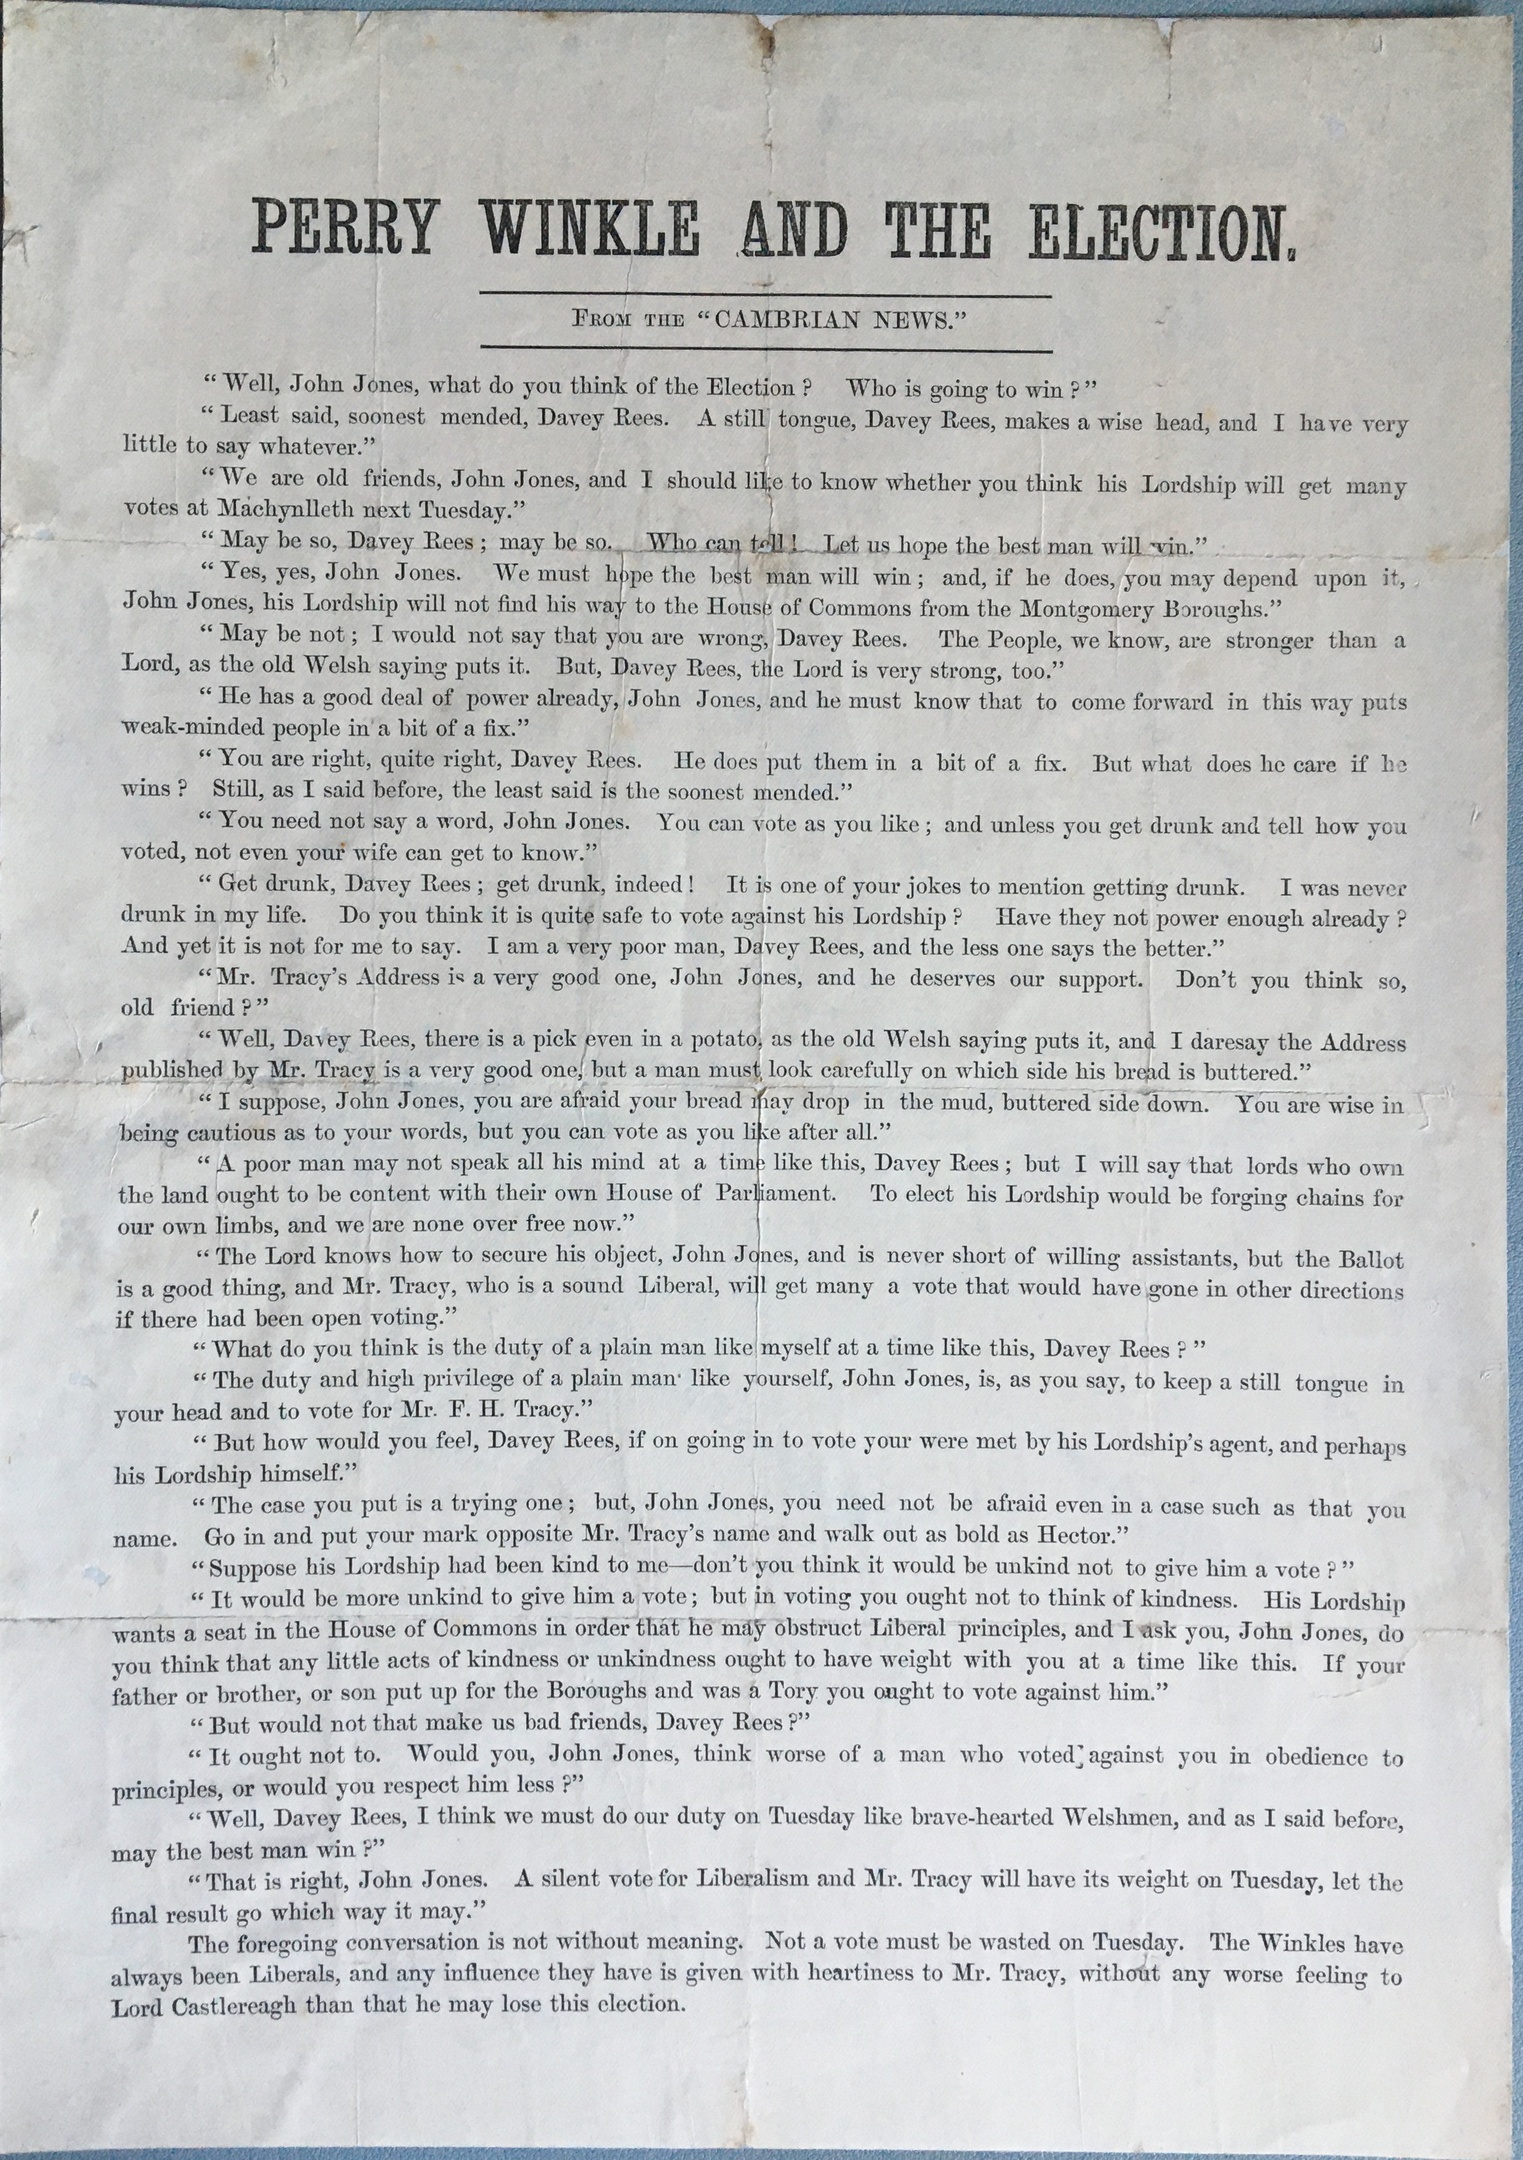 PERRY WINKLE AND THE ELECTION.
FROM THE "CAMBRIAN NEWS."
"Well, John Jones, what do you think of the Election? Who is going to win?"
"Least said, soonest mended, Davey Rees. A still tongue, Davey Rees, makes a wise head, and I have very
little to say whatever."
"We are old friends, John Jones, and I should like to know whether you think his Lordship will get many
votes at Machynlleth next Tuesday."
"May be so, Davey Rees; may be so. Who can tell! Let us hope the best man will win."
"Yes, yes, John Jones. We must hope the best man will win; and, if he does, you may depend upon it,
John Jones, his Lordship will not find his way to the House of Commons from the Montgomery Boroughs."
"May be not; I would not say that you are wrong, Davey Rees. The People, we know, are stronger than a
Lord, as the old Welsh saying puts it. But, Davey Rees, the Lord is very strong, too."
"He has a good deal of power already, John Jones, and he must know that to come forward in this way puts
weak-minded people in a bit of a fix."
"You are right, quite right, Davey Rees. He does put them in a bit of a fix. But what does he care if he
wins? Still, as I said before, the least said is the soonest mended."
"You need not say a word, John Jones. You can vote as you like; and unless you get drunk and tell how you
voted, not even your wife can get to know."
"Get drunk, Davey Rees; get drunk, indeed! It is one of your jokes to mention getting drunk. I was never
drunk in my life. Do you think it is quite safe to vote against his Lordship? Have they not power enough already?
And yet it is not for me to say. I am a very poor man, Davey Rees, and the less one says the better."
"Mr. Tracy's Address is a very good one, John Jones, and he deserves our support. Don't you think so,
old friend?"
"Well, Davey Rees, there is a pick even in a potato, as the old Welsh saying puts it, and I daresay the Address
published by Mr. Tracy is a very good one, but a man must look carefully on which side his bread is buttered."
"I suppose, John Jones, you are afraid your bread may drop in the mud, buttered side down. You are wise in
being cautious as to your words, but you can vote as you like after all."
"A poor man may not speak all his mind at a time like this, Davey Rees; but I will say that lords who own
the land ought to be content with their own House of Parliament. To elect his Lordship would be forging chains for
our own limbs, and we are none over free now."
"The Lord knows how to secure his object, John Jones, and is never short of willing assistants, but the Ballot
is a good thing, and Mr. Tracy, who is a sound Liberal, will get many a vote that would have gone in other directions
if there had been open voting."
"What do you think is the duty of a plain man like myself at a time like this, Davey Rees?"
"The duty and high privilege of a plain man like yourself, John Jones, is, as you say, to keep a still tongue in
your head and to vote for Mr. F. H. Tracy."
"But how would you feel, Davey Rees, if on going in to vote your were met by his Lordship's agent, and perhaps
his Lordship himself."
"The case you put is a trying one; but, John Jones, you need not be afraid even in a case such as that you
name. Go in and put your mark opposite Mr. Tracy's name and walk out as bold as Hector."
"Suppose his Lordship had been kind to me—don't you think it would be unkind not to give him a vote?"
"It would be more unkind to give him a vote; but in voting you ought not to think of kindness. His Lordship
wants a seat in the House of Commons in order that he may obstruct Liberal principles, and I ask you, John Jones, do
you think that any little acts of kindness or unkindness ought to have weight with you at a time like this. If your
father or brother, or son put up for the Boroughs and was a Tory you ought to vote against him."
"But would not that make us bad friends, Davey Rees?"
"It ought not to. Would you, John Jones, think worse of a man who voted against you in obedience to
principles, or would you respect him less?"
"Well, Davey Rees, I think we must do our duty on Tuesday like brave-hearted Welshmen, and as I said before,
may the best man win?"
"That is right, John Jones. A silent vote for Liberalism and Mr. Tracy will have its weight on Tuesday, let the
final result go which way it may."
The foregoing conversation is not without meaning. Not a vote must be wasted on Tuesday. The Winkles have
always been Liberals, and any influence they have is given with heartiness to Mr. Tracy, without any worse feeling to
Lord Castlereagh than that he may lose this election.